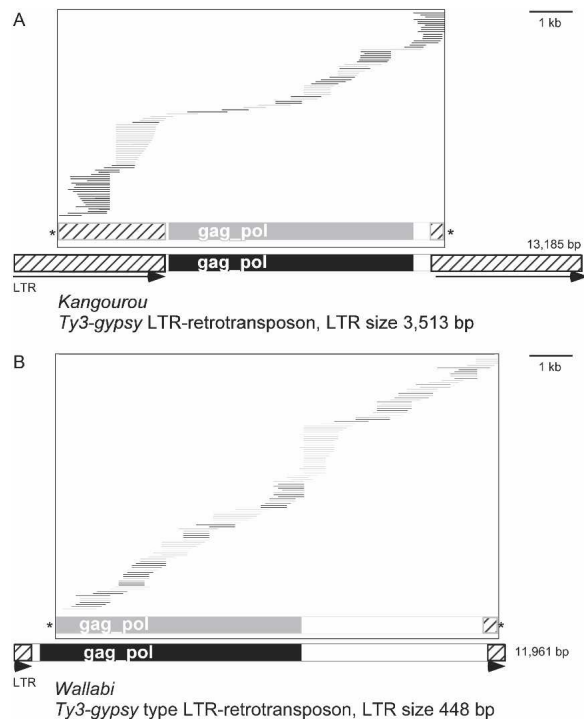 A
1 kb
* gag_pol *
gag_pol
13,185 bp
LTR
Kangourou
Ty3-gypsy LTR-retrotransposon, LTR size 3,513 bp
B
1 kb
* gag_pol *
gag_pol
11,961 bp
LTR
Wallabi
Ty3-gypsy type LTR-retrotransposon, LTR size 448 bp